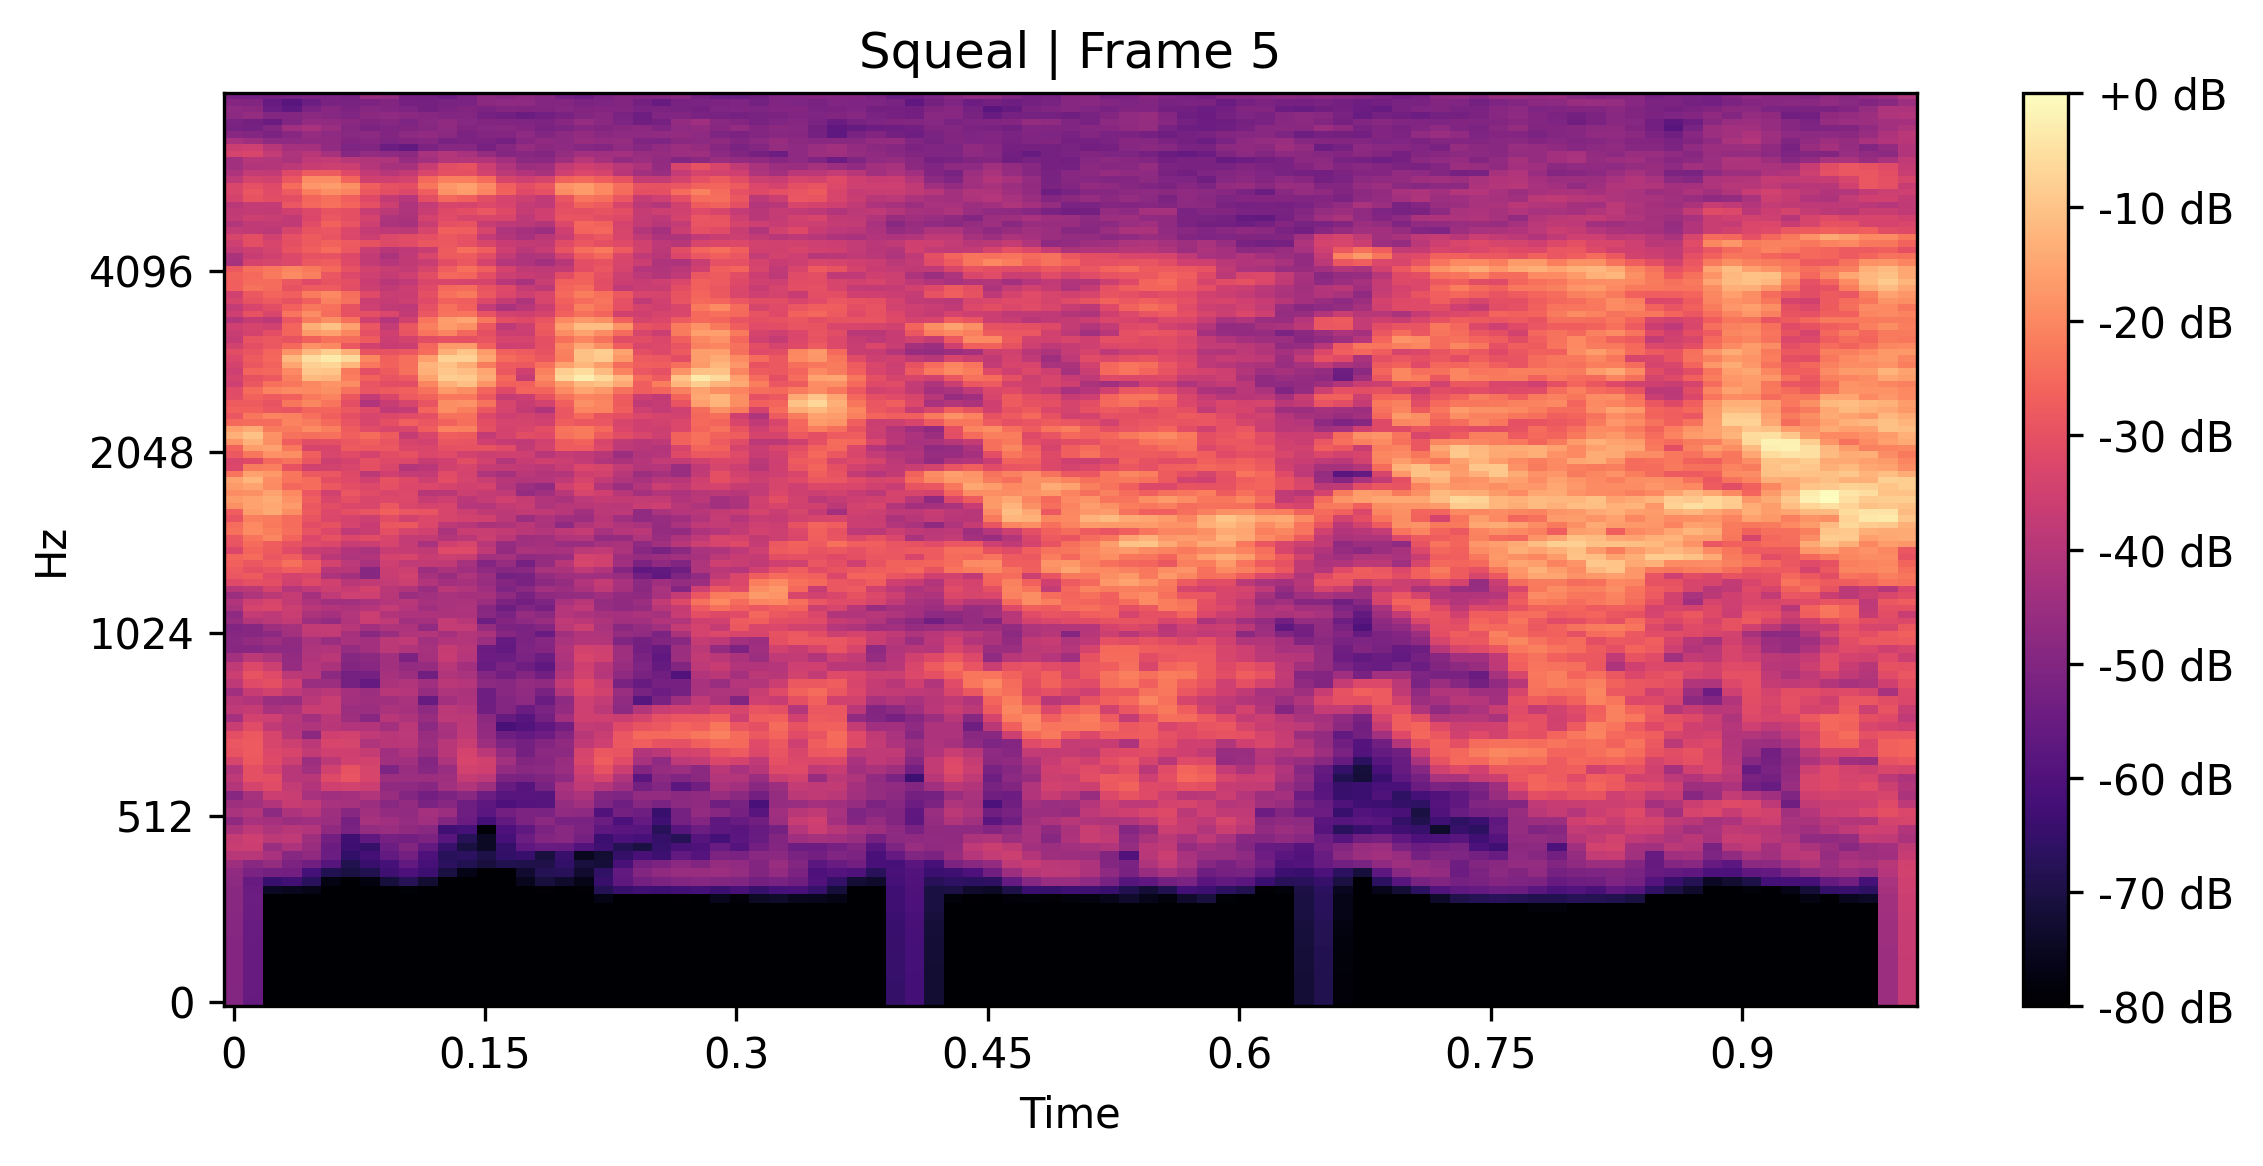 Squeal | Frame 5
Hz
4096
2048
1024
512
0
0 0.15 0.3 0.45 0.6 0.75 0.9
Time
+0 dB
-10 dB
-20 dB
-30 dB
-40 dB
-50 dB
-60 dB
-70 dB
-80 dB